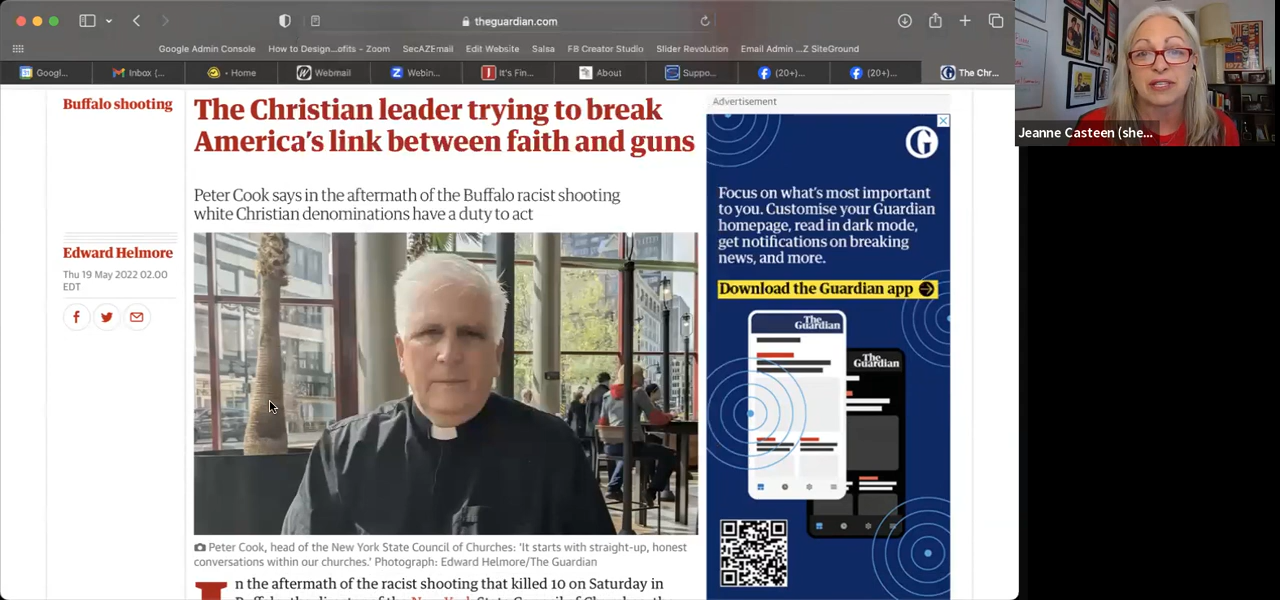 theguardian.com
Google Admin Console
How to Design...ofits - Zoom
SecAZEmail
Edit Website
Salsa
FB Creator Studio
Slider Revolution
Email Admin ...Z SiteGround
Googl...
Inbox (...
• Home
Webmail
Webin...
It's Fin...
About
Suppo...
(20+)...
(20+)...
The Chr...
Buffalo shooting
The Christian leader trying to break
America's link between faith and guns
Peter Cook says in the aftermath of the Buffalo racist shooting
white Christian denominations have a duty to act
Edward Helmore
Thu 19 May 2022 02.00
EDT
Peter Cook, head of the New York State Council of Churches: 'It starts with straight-up, honest
conversations within our churches.' Photograph: Edward Helmore/The Guardian
In the aftermath of the racist shooting that killed 10 on Saturday in
Advertisement
Focus on what's most important
to you. Customise your Guardian
homepage, read in dark mode,
get notifications on breaking
news, and more.
Download the Guardian app
The
Guardian
The
Guardian
Jeanne Casteen (she...